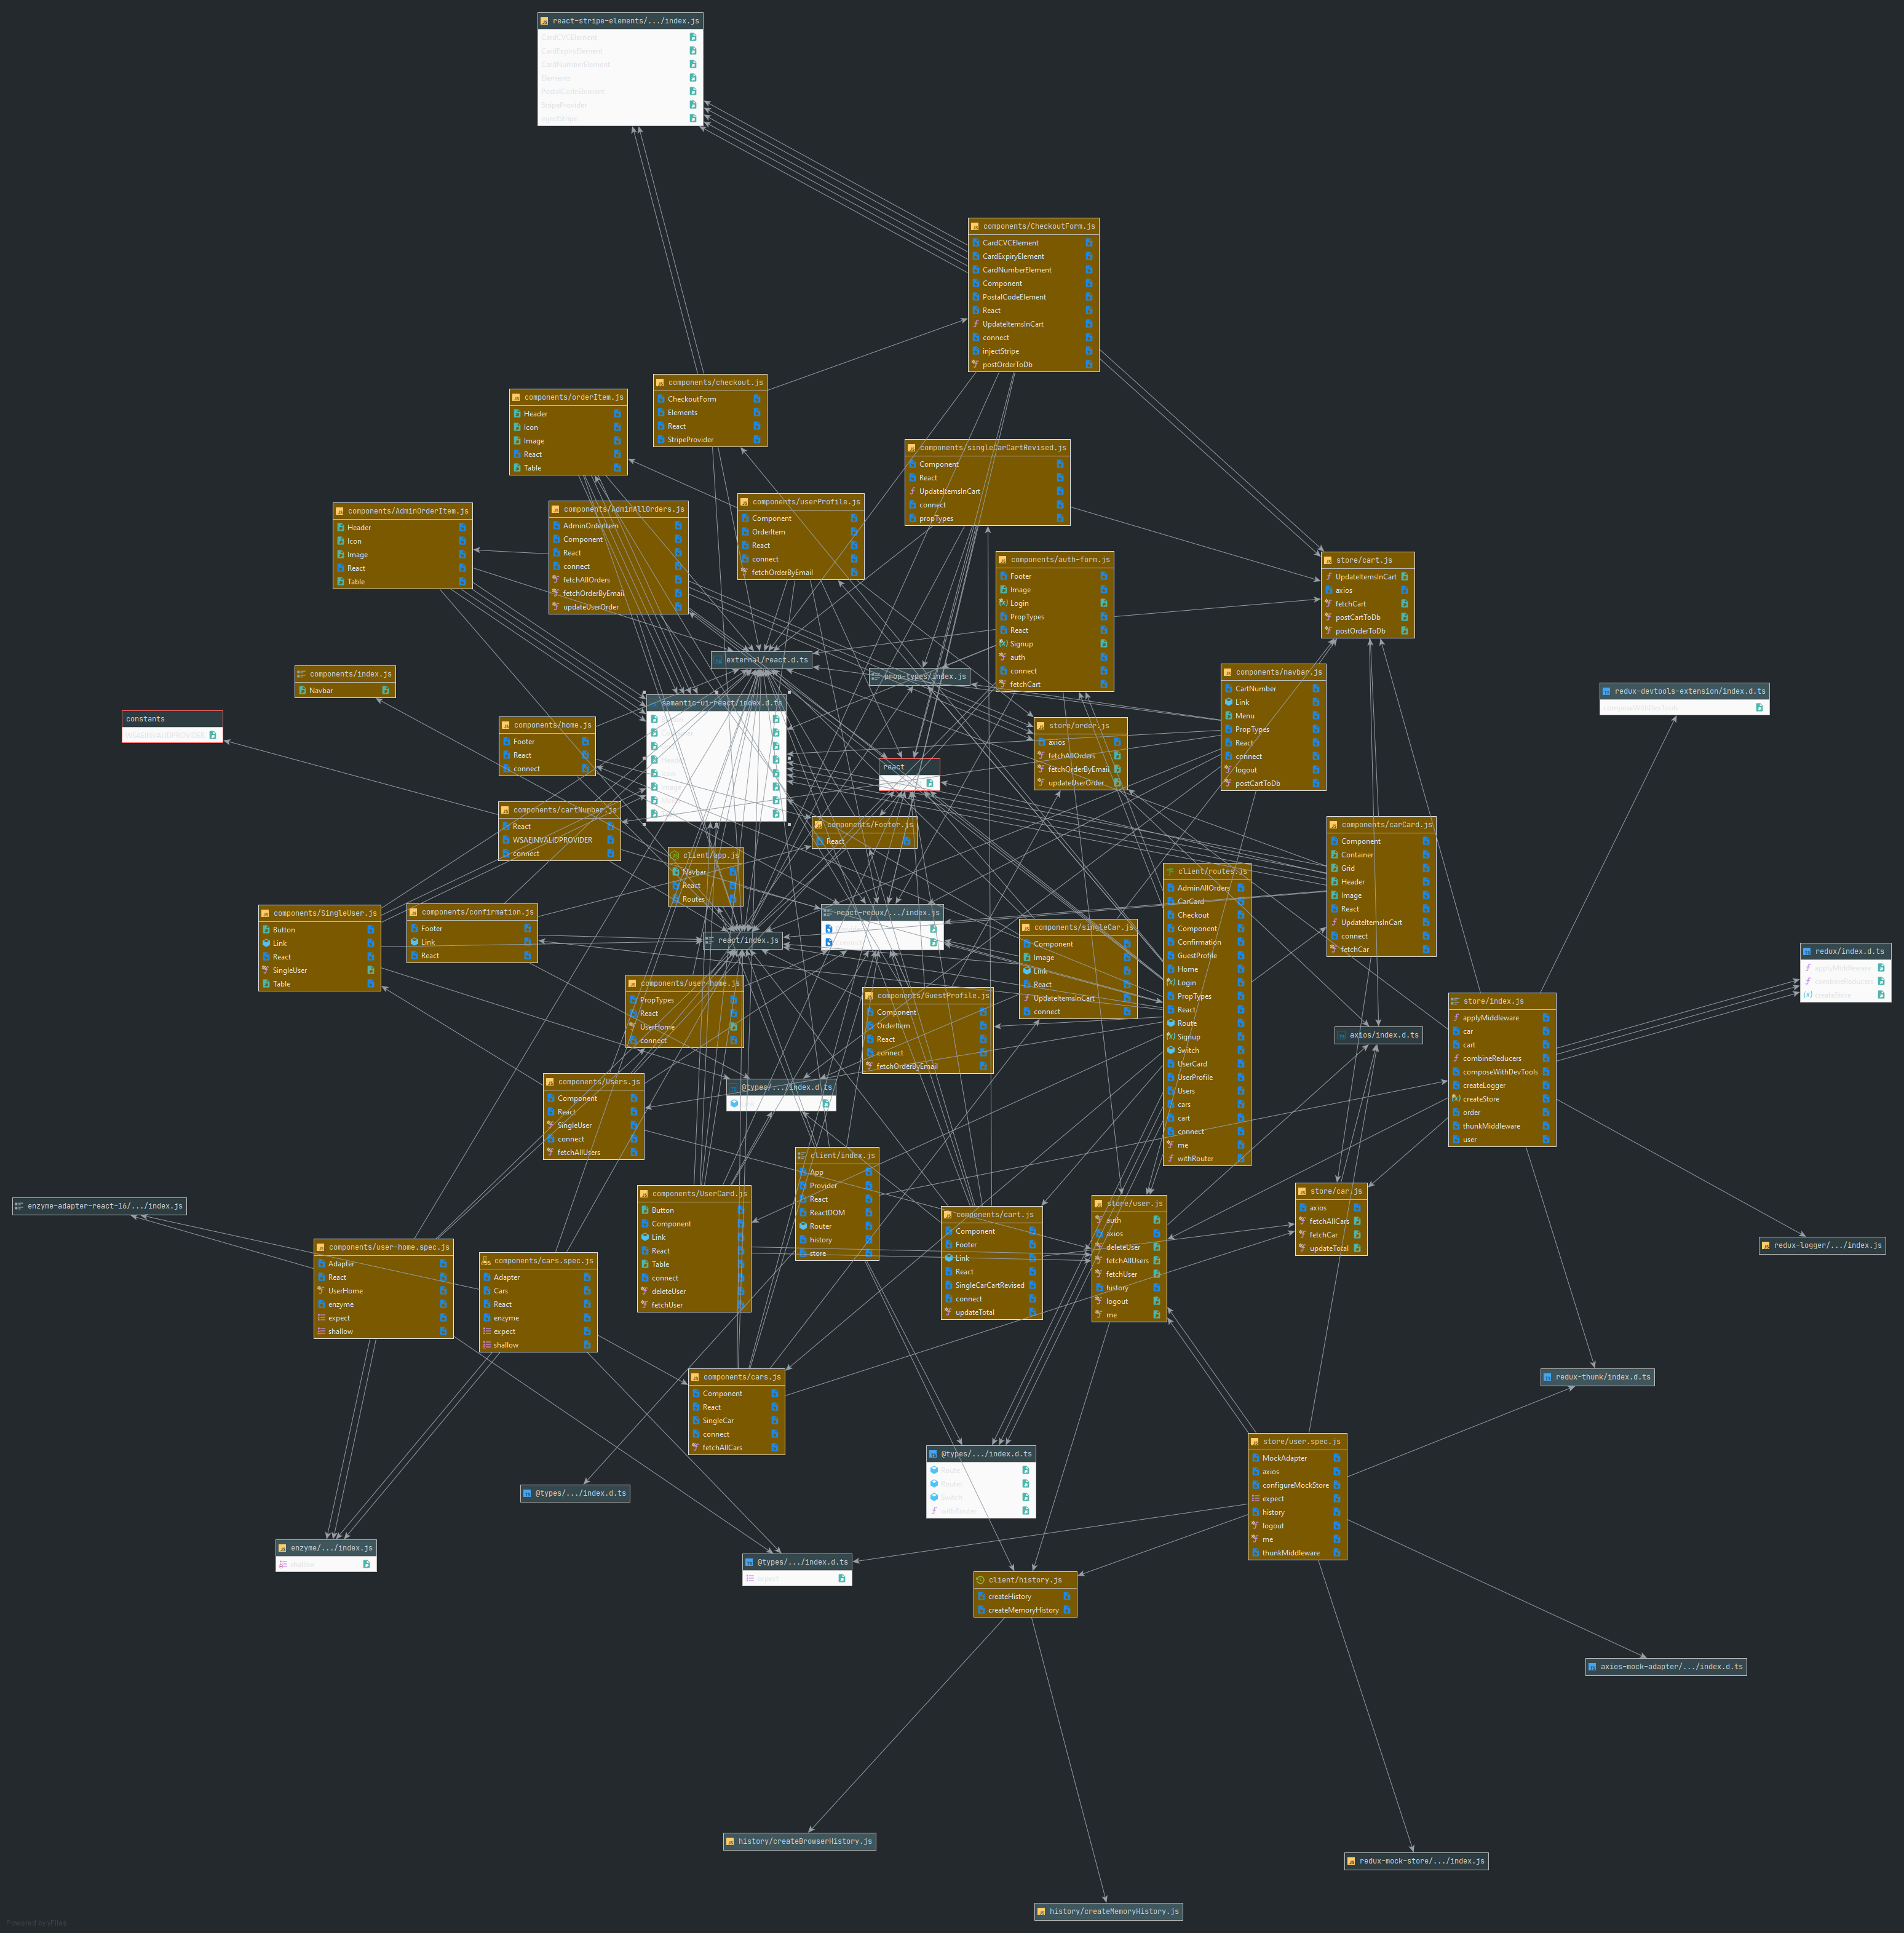 react-stripe-elements/.../index.js
CardCVCElement
CardExpiryElement
CardNumberElement
Elements
PostalCodeElement
StripeProvider
injectStripe
components/CheckoutForm.js
CardCVCElement
CardExpiryElement
CardNumberElement
Component
PostalCodeElement
React
UpdateItemsInCart
connect
injectStripe
postOrderToDb
components/checkout.js
CheckoutForm
Elements
React
StripeProvider
components/orderItem.js
Header
Icon
Image
React
Table
components/singleCarCartRevised.js
Component
React
UpdateItemsInCart
connect
propTypes
components/userProfile.js
Component
OrderItem
React
connect
fetchOrderByEmail
components/AdminAllOrders.js
AdminOrderItem
Component
React
connect
fetchAllOrders
fetchOrderByEmail
updateUserOrder
components/AdminOrderItem.js
Header
Icon
Image
React
Table
components/auth-form.js
Footer
Image
Login
PropTypes
React
Signup
auth
connect
fetchCart
store/cart.js
UpdateItemsInCart
axios
fetchCart
postCartToDb
postOrderToDb
external/react.d.ts
prop-types/index.js
components/index.js
Navbar
components/navbar.js
CartNumber
Link
Menu
PropTypes
React
connect
logout
postCartToDb
redux-devtools-extension/index.d.ts
composeWithDevTools
semantic-ui-react/index.d.ts
Header
Icon
Image
constants
WSAEINVALIDPROVIDER
components/home.js
Footer
React
connect
store/order.js
axios
fetchAllOrders
fetchOrderByEmail
updateUserOrder
react
components/cartNumber.js
React
WSAEINVALIDPROVIDER
connect
components/Footer.js
React
components/carCard.js
Component
Container
Grid
Header
Image
React
UpdateItemsInCart
connect
fetchCar
client/app.js
Navbar
React
Routes
client/routes.js
AdminAllOrders
CarCard
Checkout
Component
Confirmation
GuestProfile
Home
Login
PropTypes
React
Route
Signup
Switch
UserCard
UserProfile
Users
cars
cart
connect
me
withRouter
components/SingleUser.js
Button
Link
React
SingleUser
Table
components/confirmation.js
Footer
Link
React
react-redux/.../index.js
react/index.js
components/singleCar.js
Component
Image
Link
React
UpdateItemsInCart
connect
redux/index.d.ts
applyMiddleware
combineReducers
createStore
components/user-home.js
PropTypes
React
UserHome
connect
components/GuestProfile.js
Component
OrderItem
React
connect
fetchOrderByEmail
store/index.js
applyMiddleware
car
cart
combineReducers
composeWithDevTools
createLogger
createStore
order
thunkMiddleware
user
axios/index.d.ts
components/Users.js
Component
React
SingleUser
connect
fetchAllUsers
@types/.../index.d.ts
client/index.js
App
Provider
React
ReactDOM
Router
history
store
components/UserCard.js
Button
Component
Link
React
Table
connect
deleteUser
fetchUser
store/car.js
axios
fetchAllCars
fetchCar
updateTotal
store/user.js
auth
axios
deleteUser
fetchAllUsers
fetchUser
history
logout
me
enzyme-adapter-react-16/.../index.js
components/cart.js
Component
Footer
Link
React
SingleCarCartRevised
connect
updateTotal
redux-logger/.../index.js
components/user-home.spec.js
Adapter
React
UserHome
enzyme
expect
shallow
components/cars.spec.js
Adapter
Cars
React
enzyme
expect
shallow
components/cars.js
Component
React
SingleCar
connect
fetchAllCars
redux-thunk/index.d.ts
@types/.../index.d.ts
Route
Router
Switch
withRouter
store/user.spec.js
MockAdapter
axios
configureMockStore
expect
history
logout
me
thunkMiddleware
@types/.../index.d.ts
enzyme/.../index.js
shallow
@types/.../index.d.ts
expect
client/history.js
createHistory
createMemoryHistory
axios-mock-adapter/.../index.d.ts
history/createBrowserHistory.js
redux-mock-store/.../index.js
history/createMemoryHistory.js
Powered by yFiles